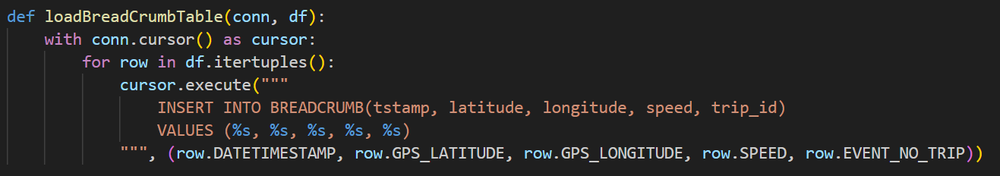 def loadBreadCrumbTable(conn, df):
    with conn.cursor() as cursor:
        for row in df.itertuples():
            cursor.execute("""
                INSERT INTO BREADCRUMB(tstamp, latitude, longitude, speed, trip_id)
                VALUES (%s, %s, %s, %s, %s)
            """, (row.DATETIMESTAMP, row.GPS_LATITUDE, row.GPS_LONGITUDE, row.SPEED, row.EVENT_NO_TRIP))